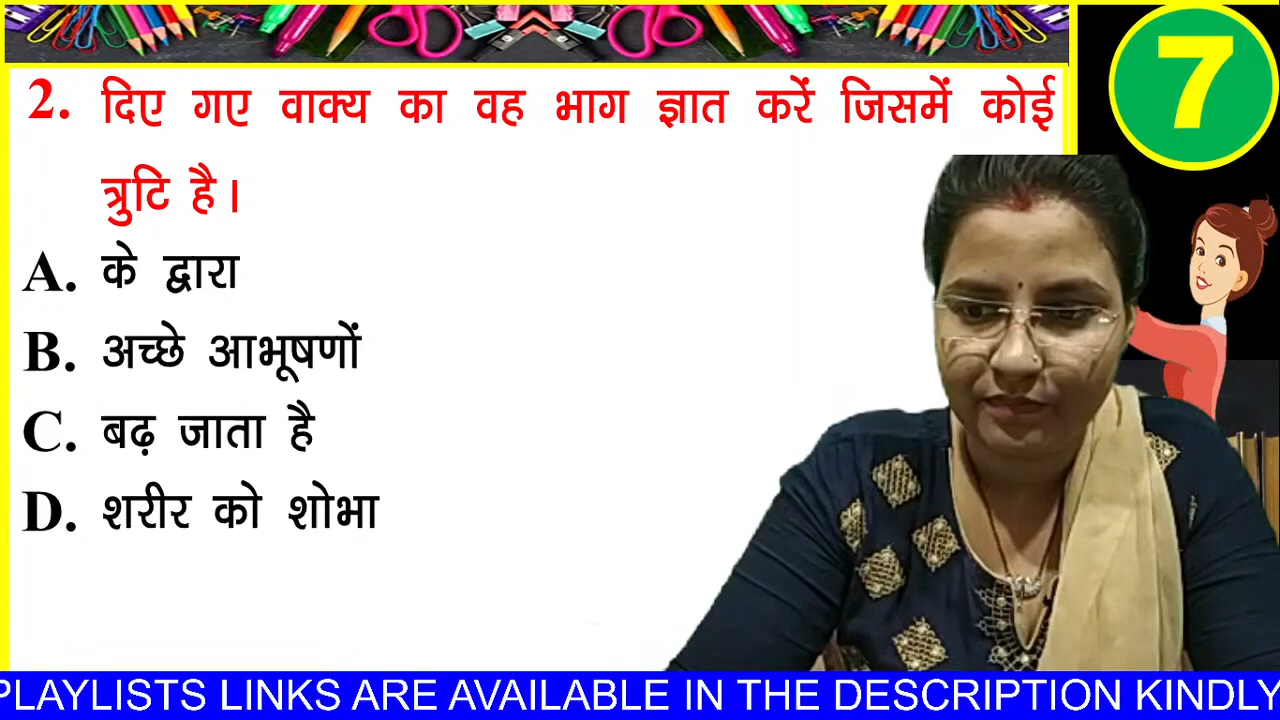 7
2. दिए गए वाक्य का वह भाग ज्ञात करें जिसमें कोई
त्रुटि है।
A. के द्वारा
B. अच्छे आभूषणों
C. बढ़ जाता है
D. शरीर को शोभा
PLAYLISTS LINKS ARE AVAILABLE IN THE DESCRIPTION KINDLY